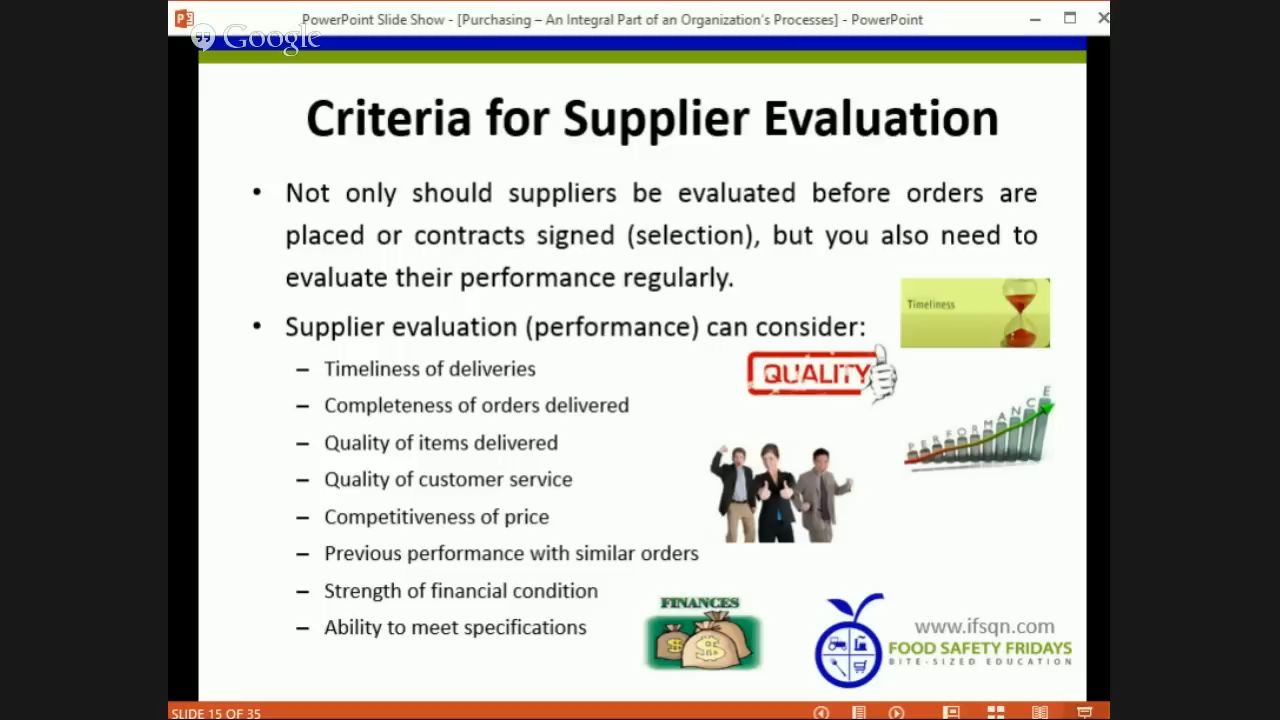 PowerPoint Slide Show - [Purchasing – An Integral Part of an Organization's Processes] - PowerPoint
Google
Criteria for Supplier Evaluation
• Not only should suppliers be evaluated before orders are
placed or contracts signed (selection), but you also need to
evaluate their performance regularly.
Timeliness
• Supplier evaluation (performance) can consider:
– Timeliness of deliveries
QUALITY
– Completeness of orders delivered
PERFORMANCE
– Quality of items delivered
– Quality of customer service
– Competitiveness of price
– Previous performance with similar orders
– Strength of financial condition
FINANCES
– Ability to meet specifications
www.ifsqn.com
FOOD SAFETY FRIDAYS
BITE-SIZED EDUCATION
SLIDE 15 OF 35